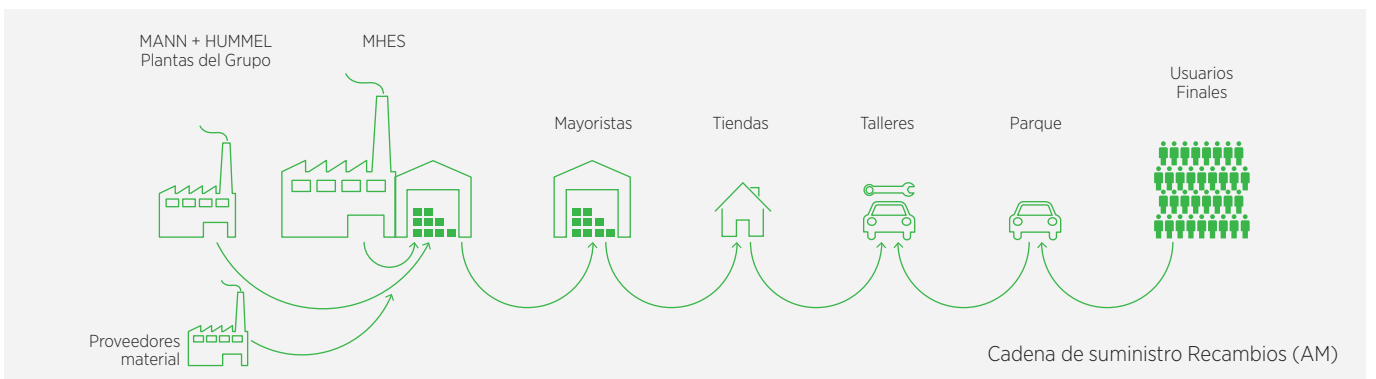 MANN + HUMMEL
Plantas del Grupo
MHES
Mayoristas
Tiendas
Talleres
Parque
Usuarios
Finales
Proveedores
material
Cadena de suministro Recambios (AM)